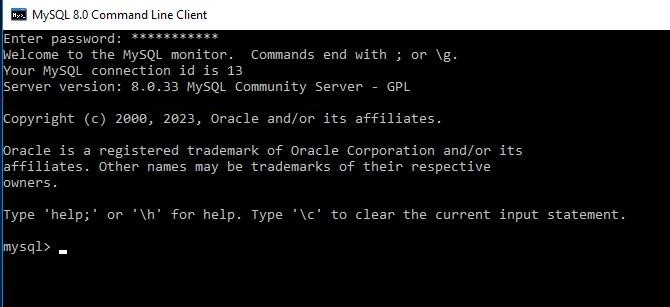 MySQL 8.0 Command Line Client
Enter password: ***********
Welcome to the MySQL monitor.  Commands end with ; or \g.
Your MySQL connection id is 13
Server version: 8.0.33 MySQL Community Server - GPL
Copyright (c) 2000, 2023, Oracle and/or its affiliates.
Oracle is a registered trademark of Oracle Corporation and/or its
affiliates. Other names may be trademarks of their respective
owners.
Type 'help;' or '\h' for help. Type '\c' to clear the current input statement.
mysql> _